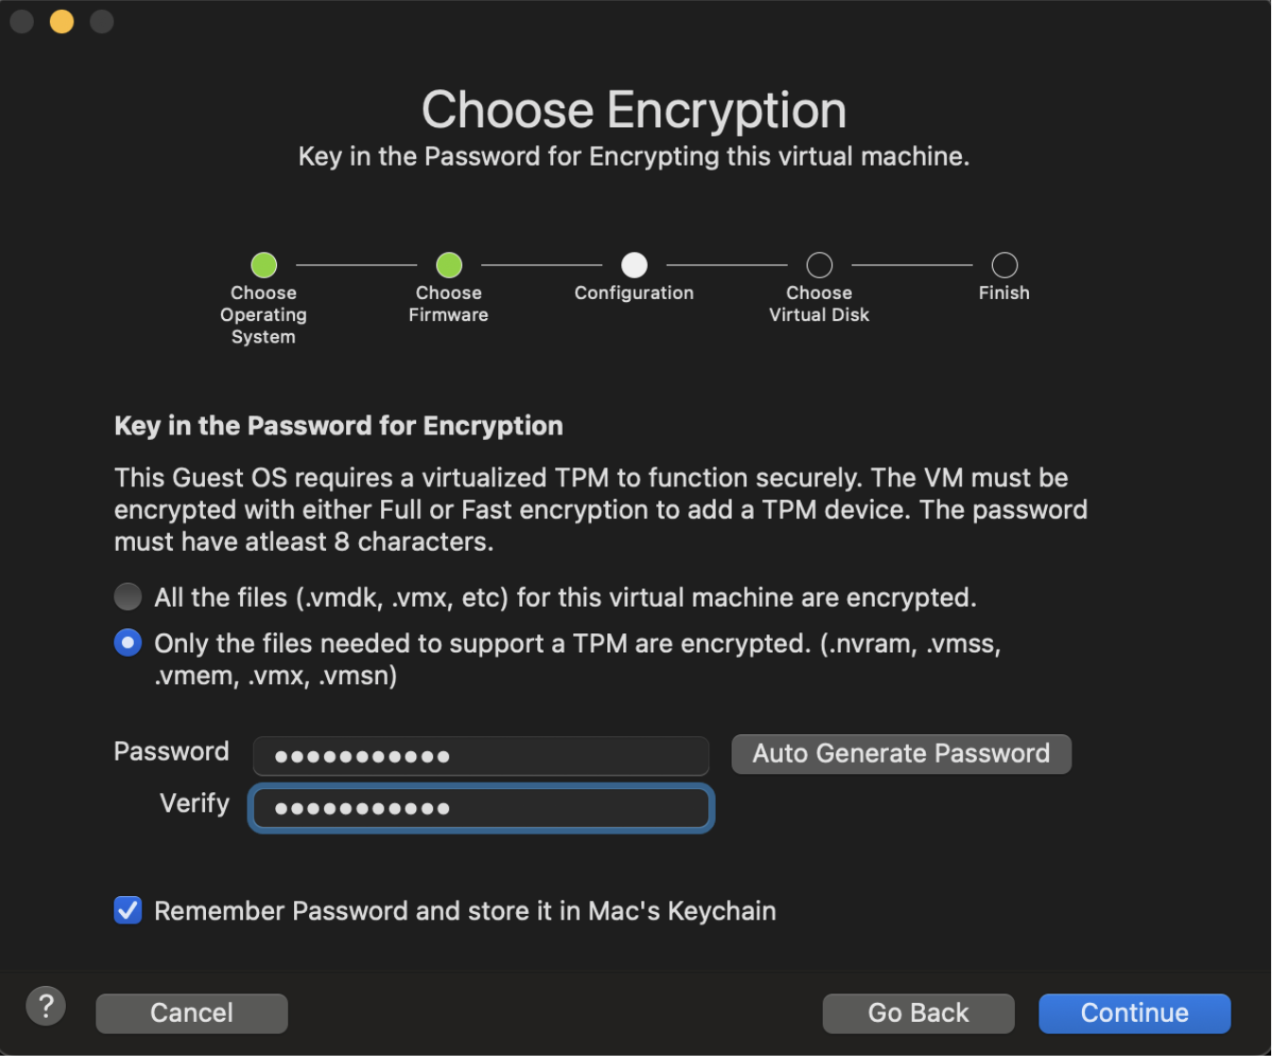 Choose Encryption
Key in the Password for Encrypting this virtual machine.
Choose
Operating
System
Choose
Firmware
Configuration
Choose
Virtual Disk
Finish
Key in the Password for Encryption
This Guest OS requires a virtualized TPM to function securely. The VM must be
encrypted with either Full or Fast encryption to add a TPM device. The password
must have atleast 8 characters.
All the files (.vmdk, .vmx, etc) for this virtual machine are encrypted.
Only the files needed to support a TPM are encrypted. (.nvram, .vmss,
.vmem, .vmx, .vmsn)
Password
Auto Generate Password
Verify
Remember Password and store it in Mac's Keychain
?
Cancel
Go Back
Continue